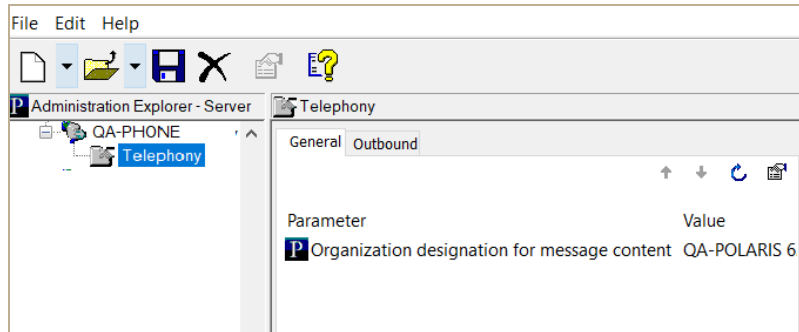 File Edit Help
Administration Explorer - Server
Telephony
QA-PHONE
Telephony
General Outbound
Parameter Value
Organization designation for message content QA-POLARIS 6